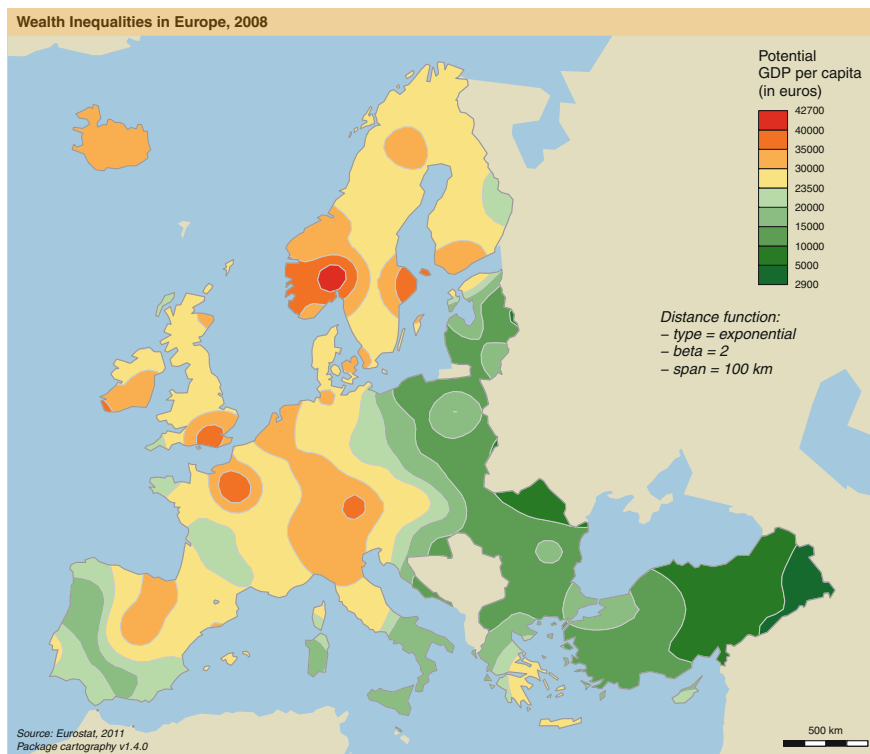 Wealth Inequalities in Europe, 2008
Potential
GDP per capita
(in euros)
42700
40000
35000
30000
23500
20000
15000
10000
5000
2900
Distance function:
− type = exponential
− beta = 2
− span = 100 km
Source: Eurostat, 2011
Package cartography v1.4.0
500 km